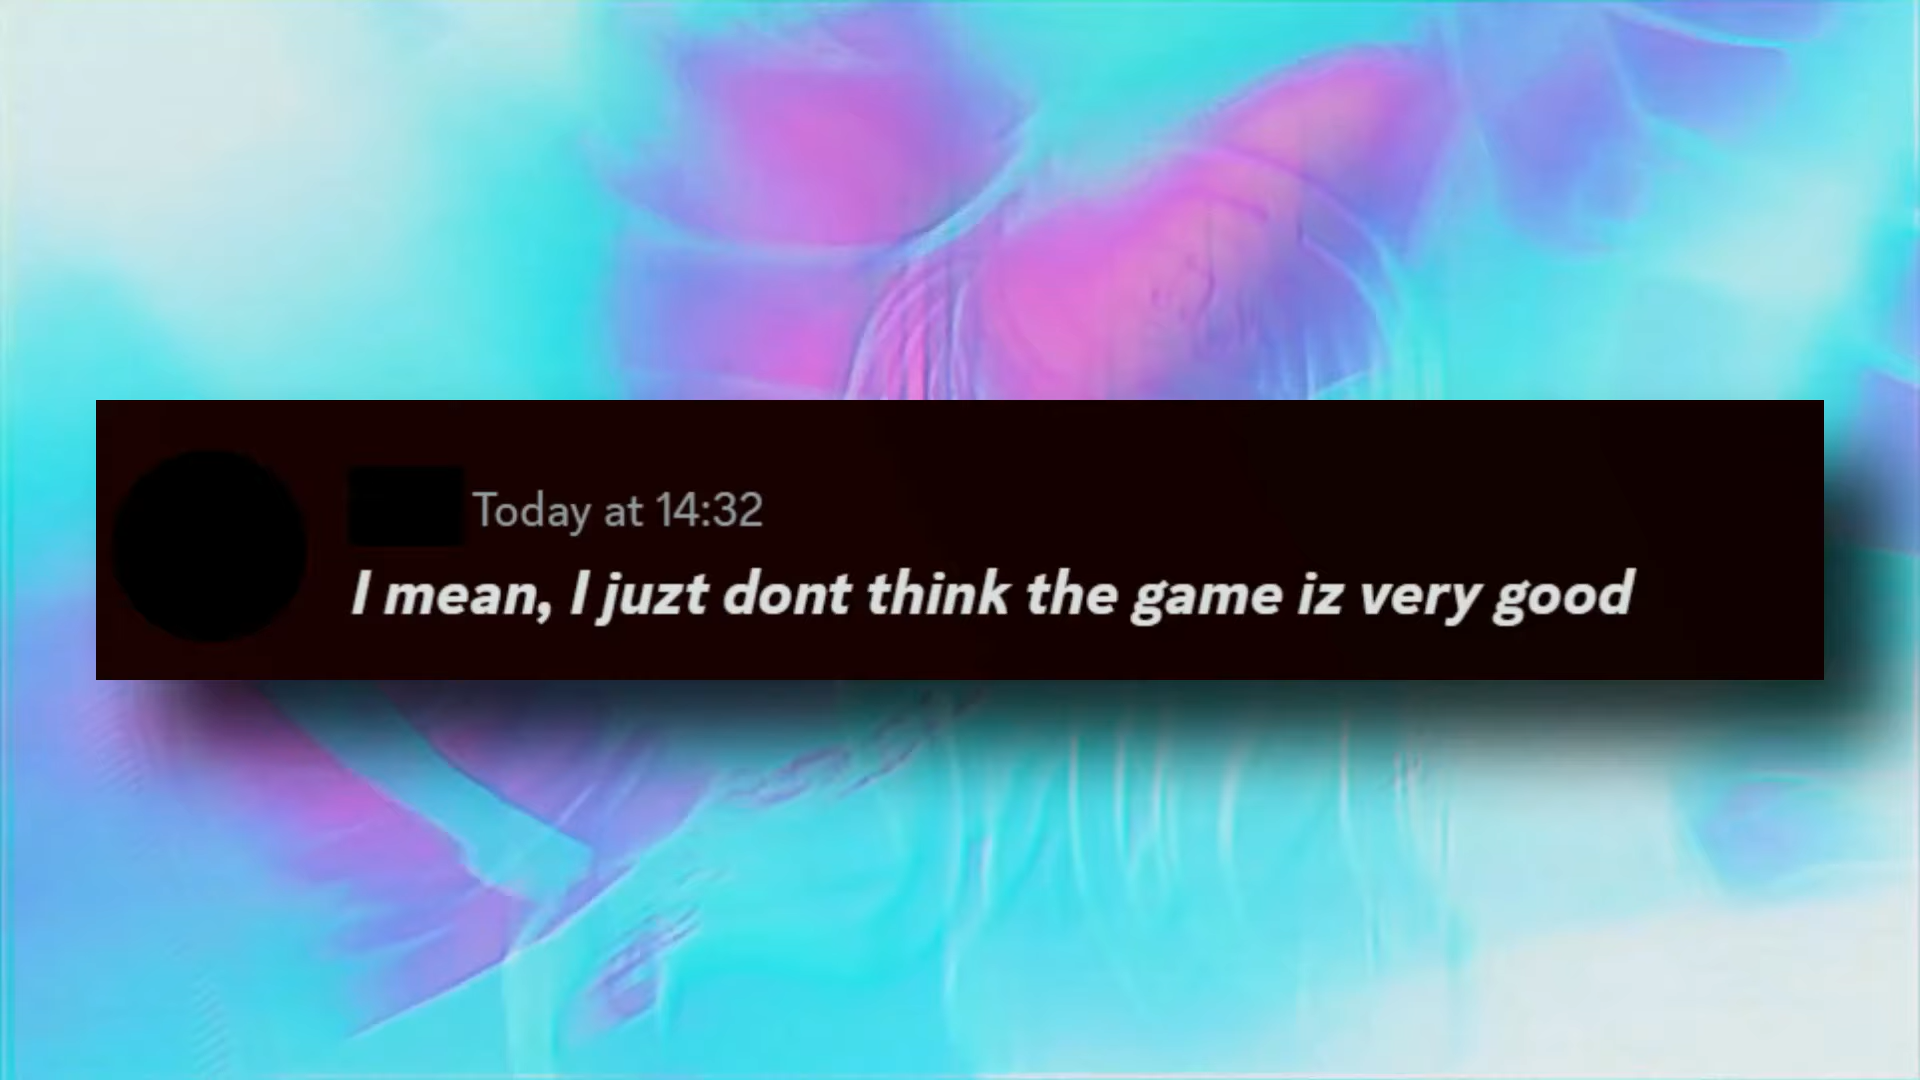 Today at 14:32
I mean, I juzt dont think the game iz very good